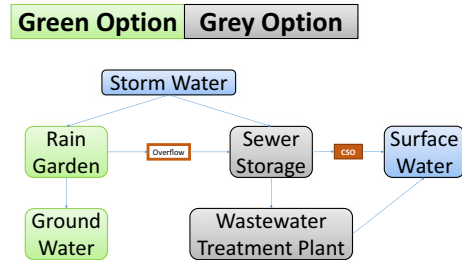 Green Option
Grey Option
Storm Water
Rain
Garden
Overflow
Sewer
Storage
CSO
Surface
Water
Ground
Water
Wastewater
Treatment Plant